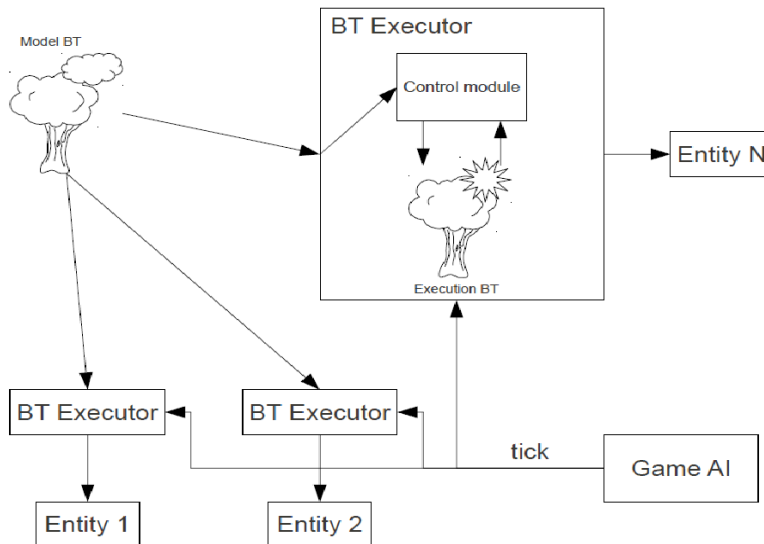 Model BT
BT Executor
Control module
Entity N
Execution BT
BT Executor
BT Executor
tick
Game AI
Entity 1
Entity 2